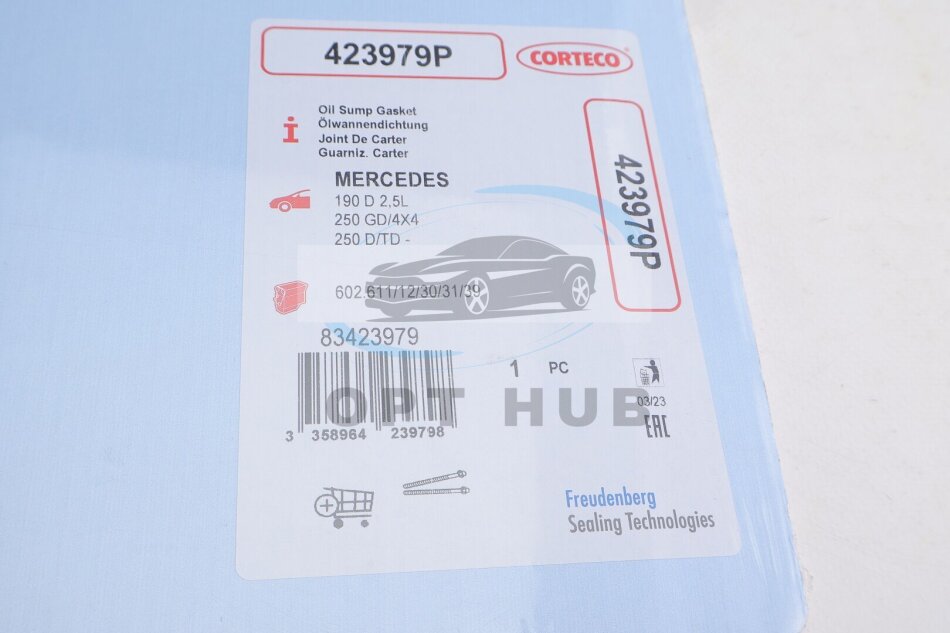 423979P
CORTECO
Oil Sump Gasket
Ölwannendichtung
Joint De Carter
Guarniz. Carter
423979P
MERCEDES
190 D 2,5L
250 GD/4X4
250 D/TD -
602.611/12/30/31/39
83423979
1 PC
OPT HUB
03/23
EAC
3 358964 239798
Freudenberg
Sealing Technologies